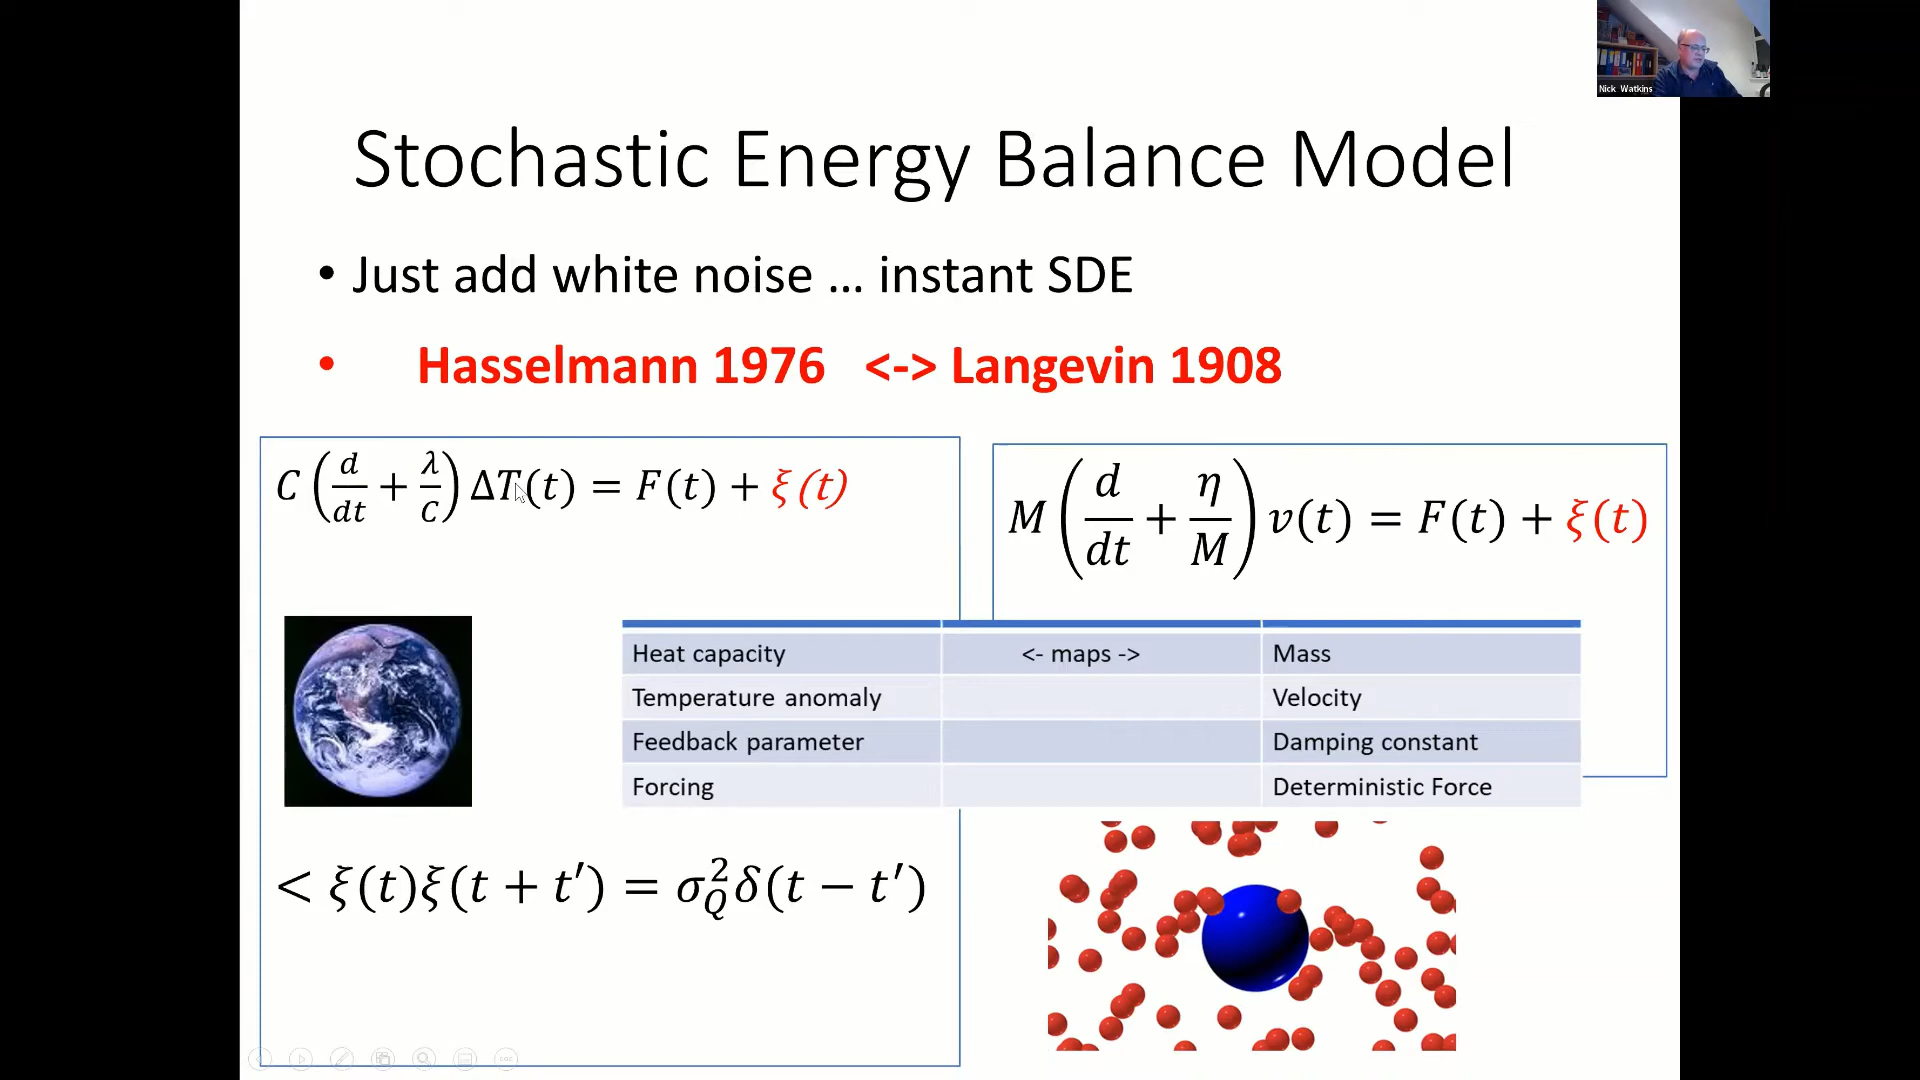 Nick Watkins
Stochastic Energy Balance Model
• Just add white noise ... instant SDE
• Hasselmann 1976 <-> Langevin 1908
C(d/dt + λ/C)ΔT(t) = F(t) + ξ(t)
M(d/dt + η/M)v(t) = F(t) + ξ(t)
Heat capacity <- maps -> Mass
Temperature anomaly Velocity
Feedback parameter Damping constant
Forcing Deterministic Force
< ξ(t)ξ(t + t′) = σ_Q^2 δ(t − t′)